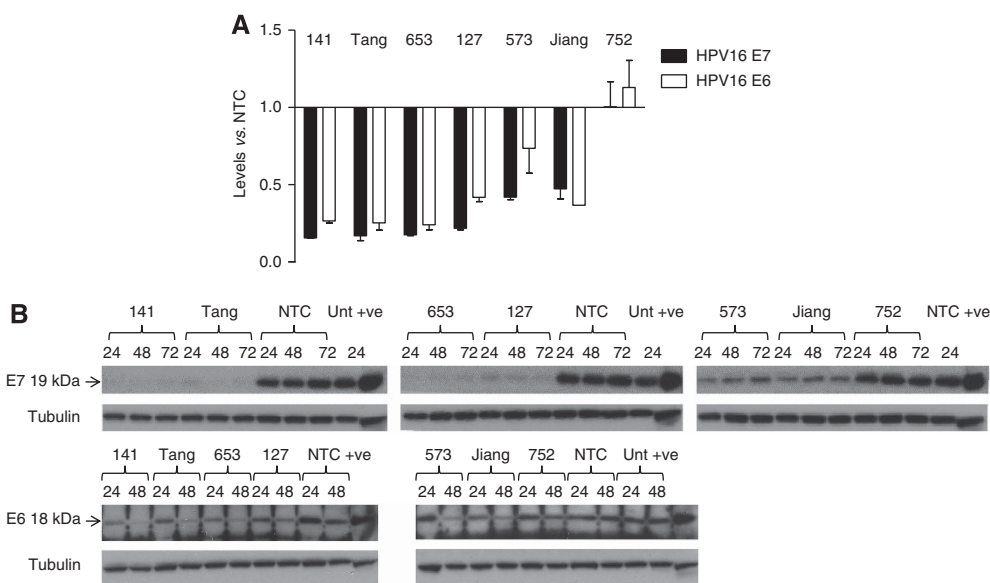 A
1.5
1.0
0.5
0.0
Levels vs. NTC
141 Tang 653 127 573 Jiang 752
HPV16 E7
HPV16 E6
B
141 Tang NTC Unt +ve
24 48 72 24 48 72 24 48 72 24
653 127 NTC Unt +ve
24 48 72 24 48 72 24 48 72 24
573 Jiang 752 NTC +ve
24 48 72 24 48 72 24 48 72 24
E7 19 kDa
Tubulin
141 Tang 653 127 NTC +ve
24 48 24 48 24 48 24 48 24 48
573 Jiang 752 NTC Unt +ve
24 48 24 48 24 48 24 48 24 48
E6 18 kDa
Tubulin